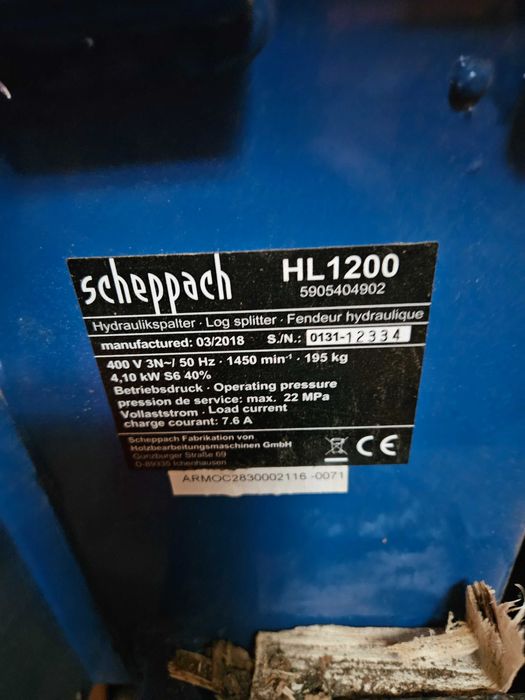 scheppach
HL1200
5905404902
Hydraulikspalter · Log splitter · Fendeur hydraulique
manufactured: 03/2018 S./N.: 0131-12334
400 V 3N~/ 50 Hz · 1450 min⁻¹ · 195 kg
4,10 kW S6 40%
Betriebsdruck · Operating pressure
pression de service: max. 22 MPa
Vollaststrom · Load current
charge courant: 7.6 A
Scheppach Fabrikation von
Holzbearbeitungsmaschinen GmbH
Günzburger Straße 69
D-89335 Ichenhausen
CE
ARMOC2830002116 -0071